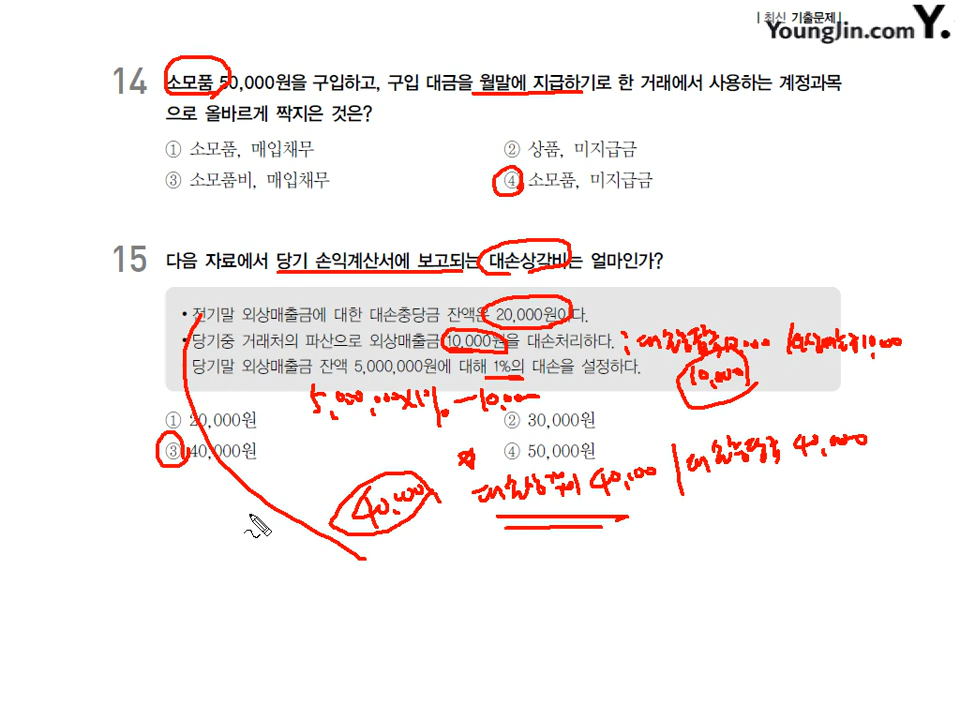 | 최신 기출문제 |
YoungJin.com Y.
14 소모품 50,000원을 구입하고, 구입 대금을 월말에 지급하기로 한 거래에서 사용하는 계정과목
으로 올바르게 짝지은 것은?
① 소모품, 매입채무 ② 상품, 미지급금
③ 소모품비, 매입채무 ④ 소모품, 미지급금
15 다음 자료에서 당기 손익계산서에 보고되는 대손상각비는 얼마인가?
• 전기말 외상매출금에 대한 대손충당금 잔액은 20,000원이다.
• 당기중 거래처의 파산으로 외상매출금 10,000원을 대손처리하다.
당기말 외상매출금 잔액 5,000,000원에 대해 1%의 대손을 설정하다.
10,000
5,000,000x1% - 10,000
① 20,000원 ② 30,000원
③ 40,000원 ④ 50,000원
대손상각비 40,000 | 대손충당금 40,000
40,000